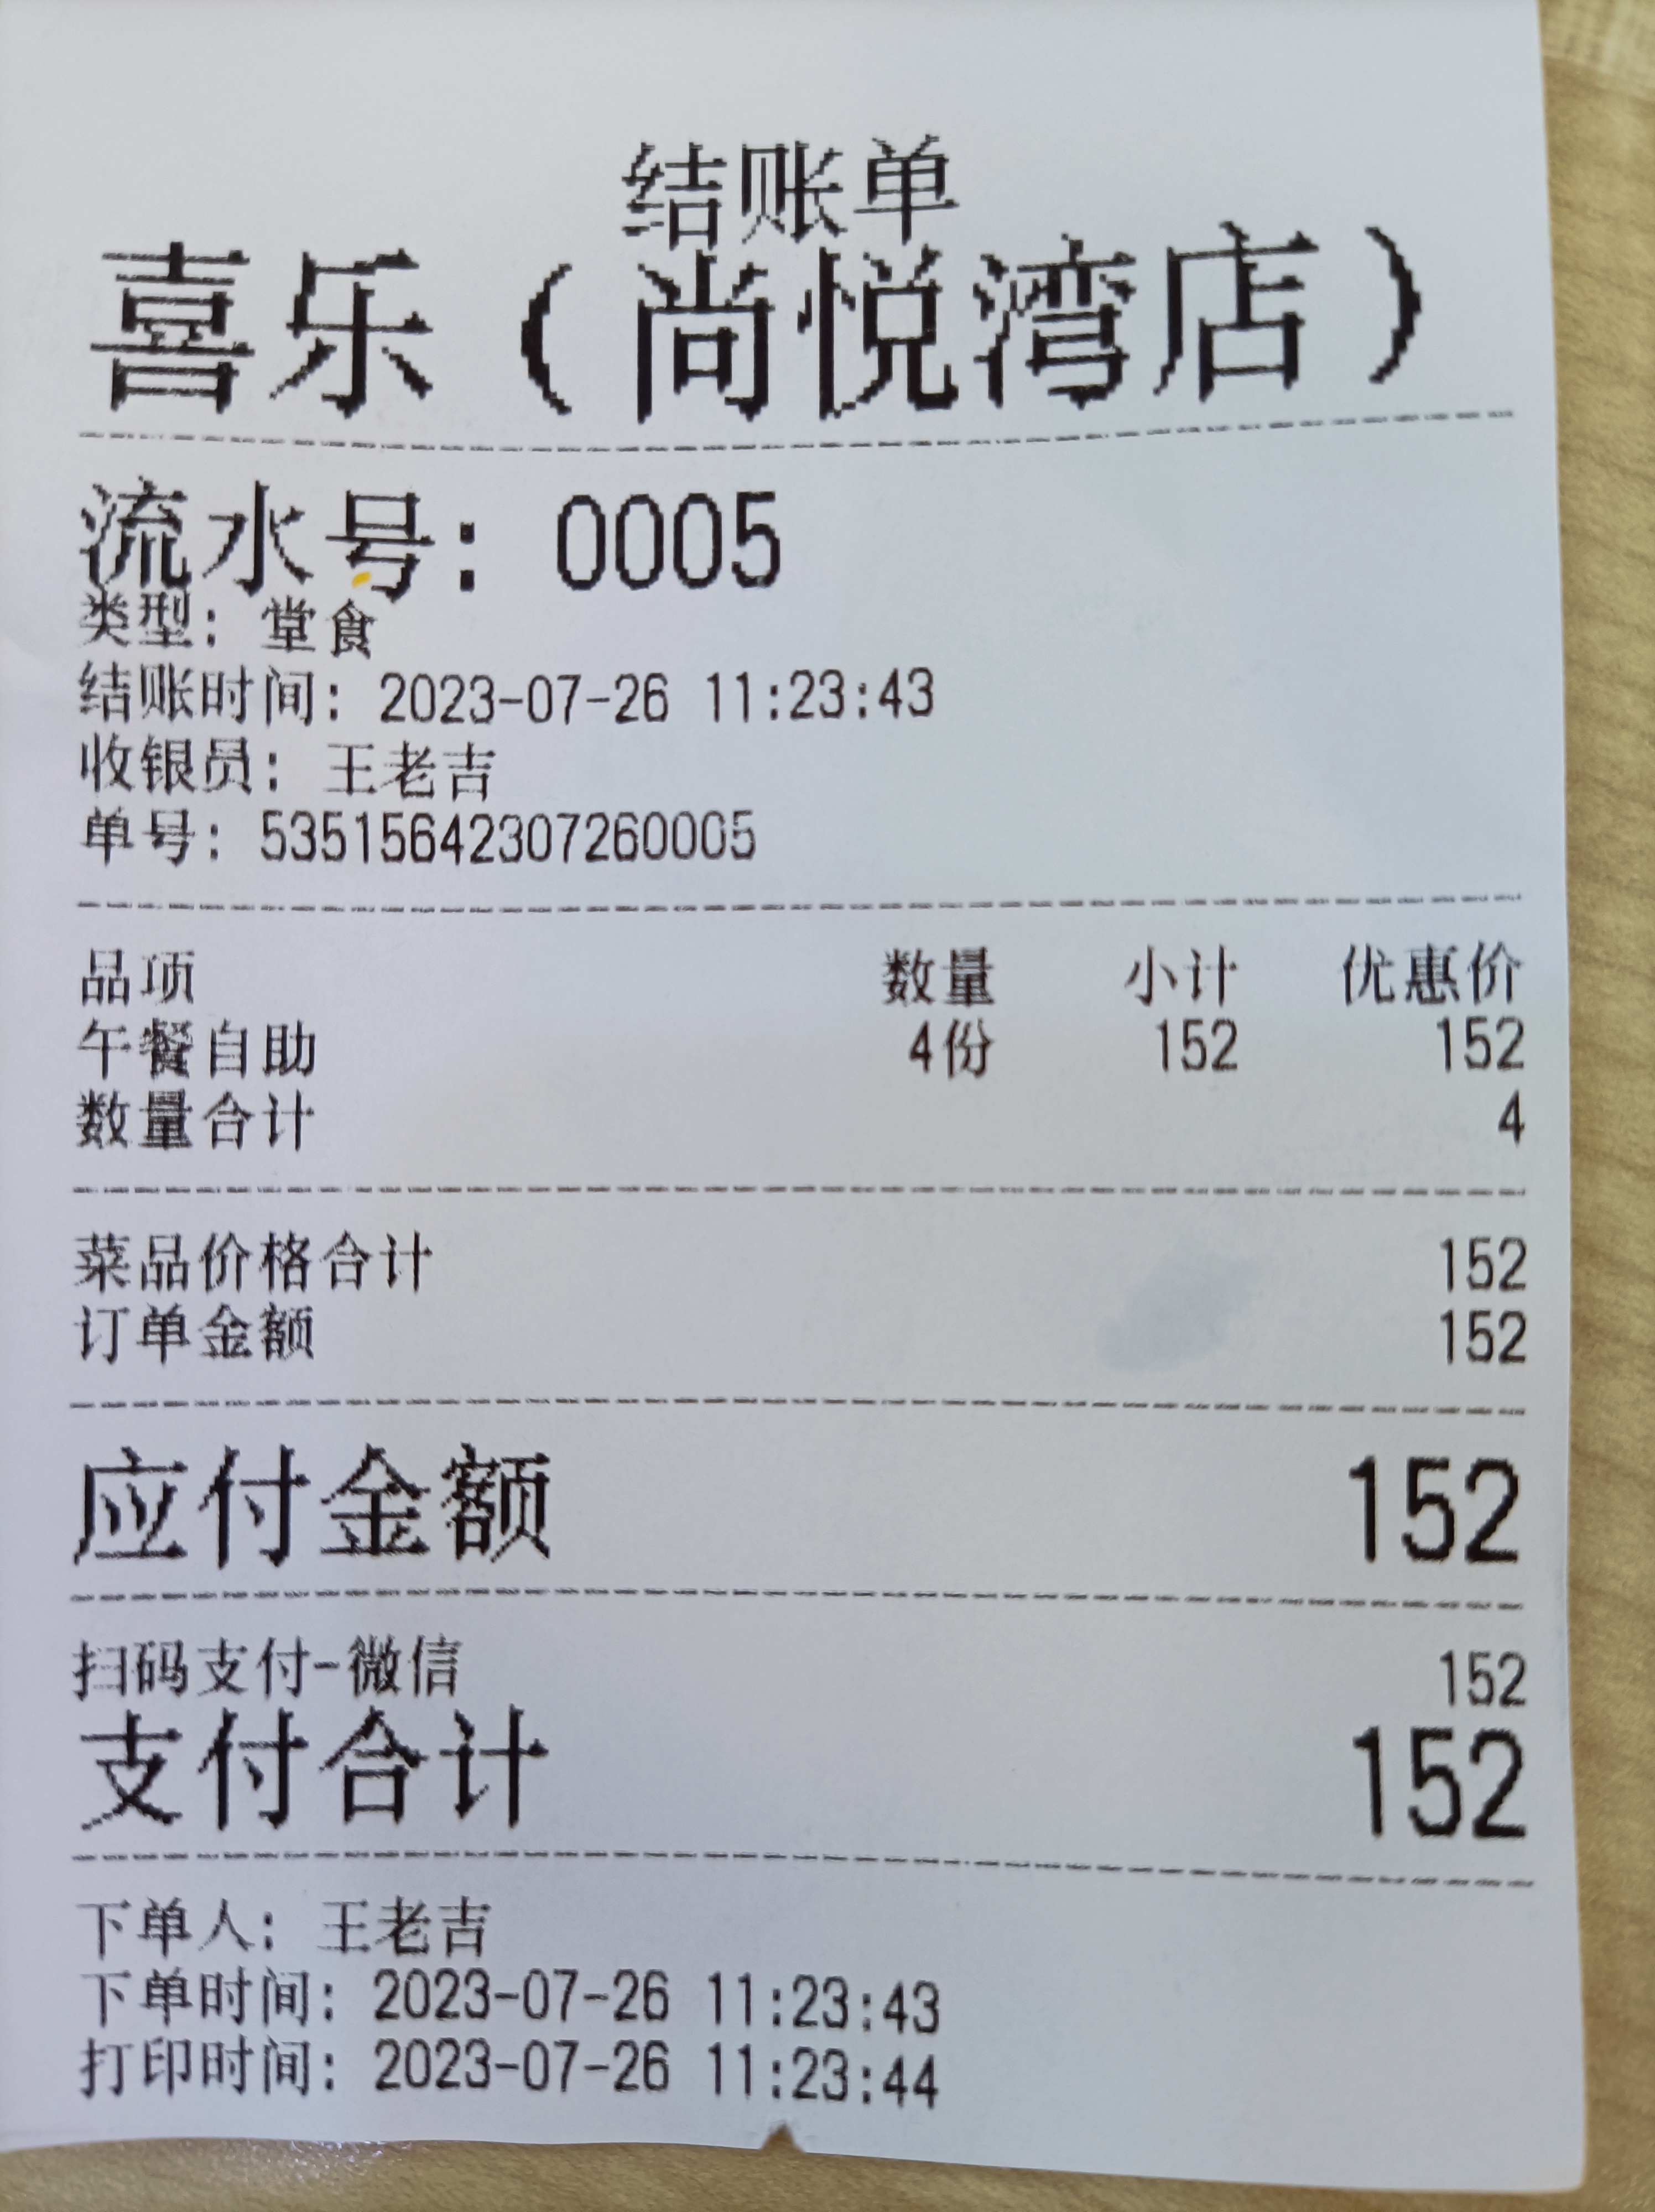 结账单
喜乐（尚悦湾店）
流水号: 0005
类型: 堂食
结账时间: 2023-07-26 11:23:43
收银员: 王老吉
单号: 53515642307260005
品项 数量 小计 优惠价
午餐自助 4份 152 152
数量合计 4
菜品价格合计 152
订单金额 152
应付金额 152
扫码支付-微信 152
支付合计 152
下单人: 王老吉
下单时间: 2023-07-26 11:23:43
打印时间: 2023-07-26 11:23:44